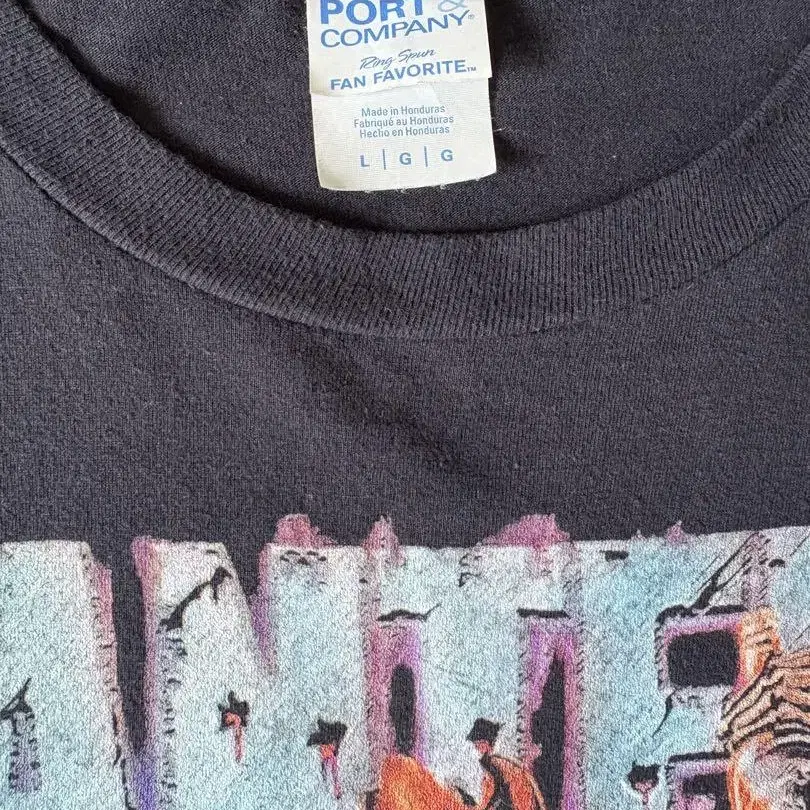 PORT &
COMPANY®
Ring Spun
FAN FAVORITE™
Made in Honduras
Fabriqué au Honduras
Hecho en Honduras
L | G | G